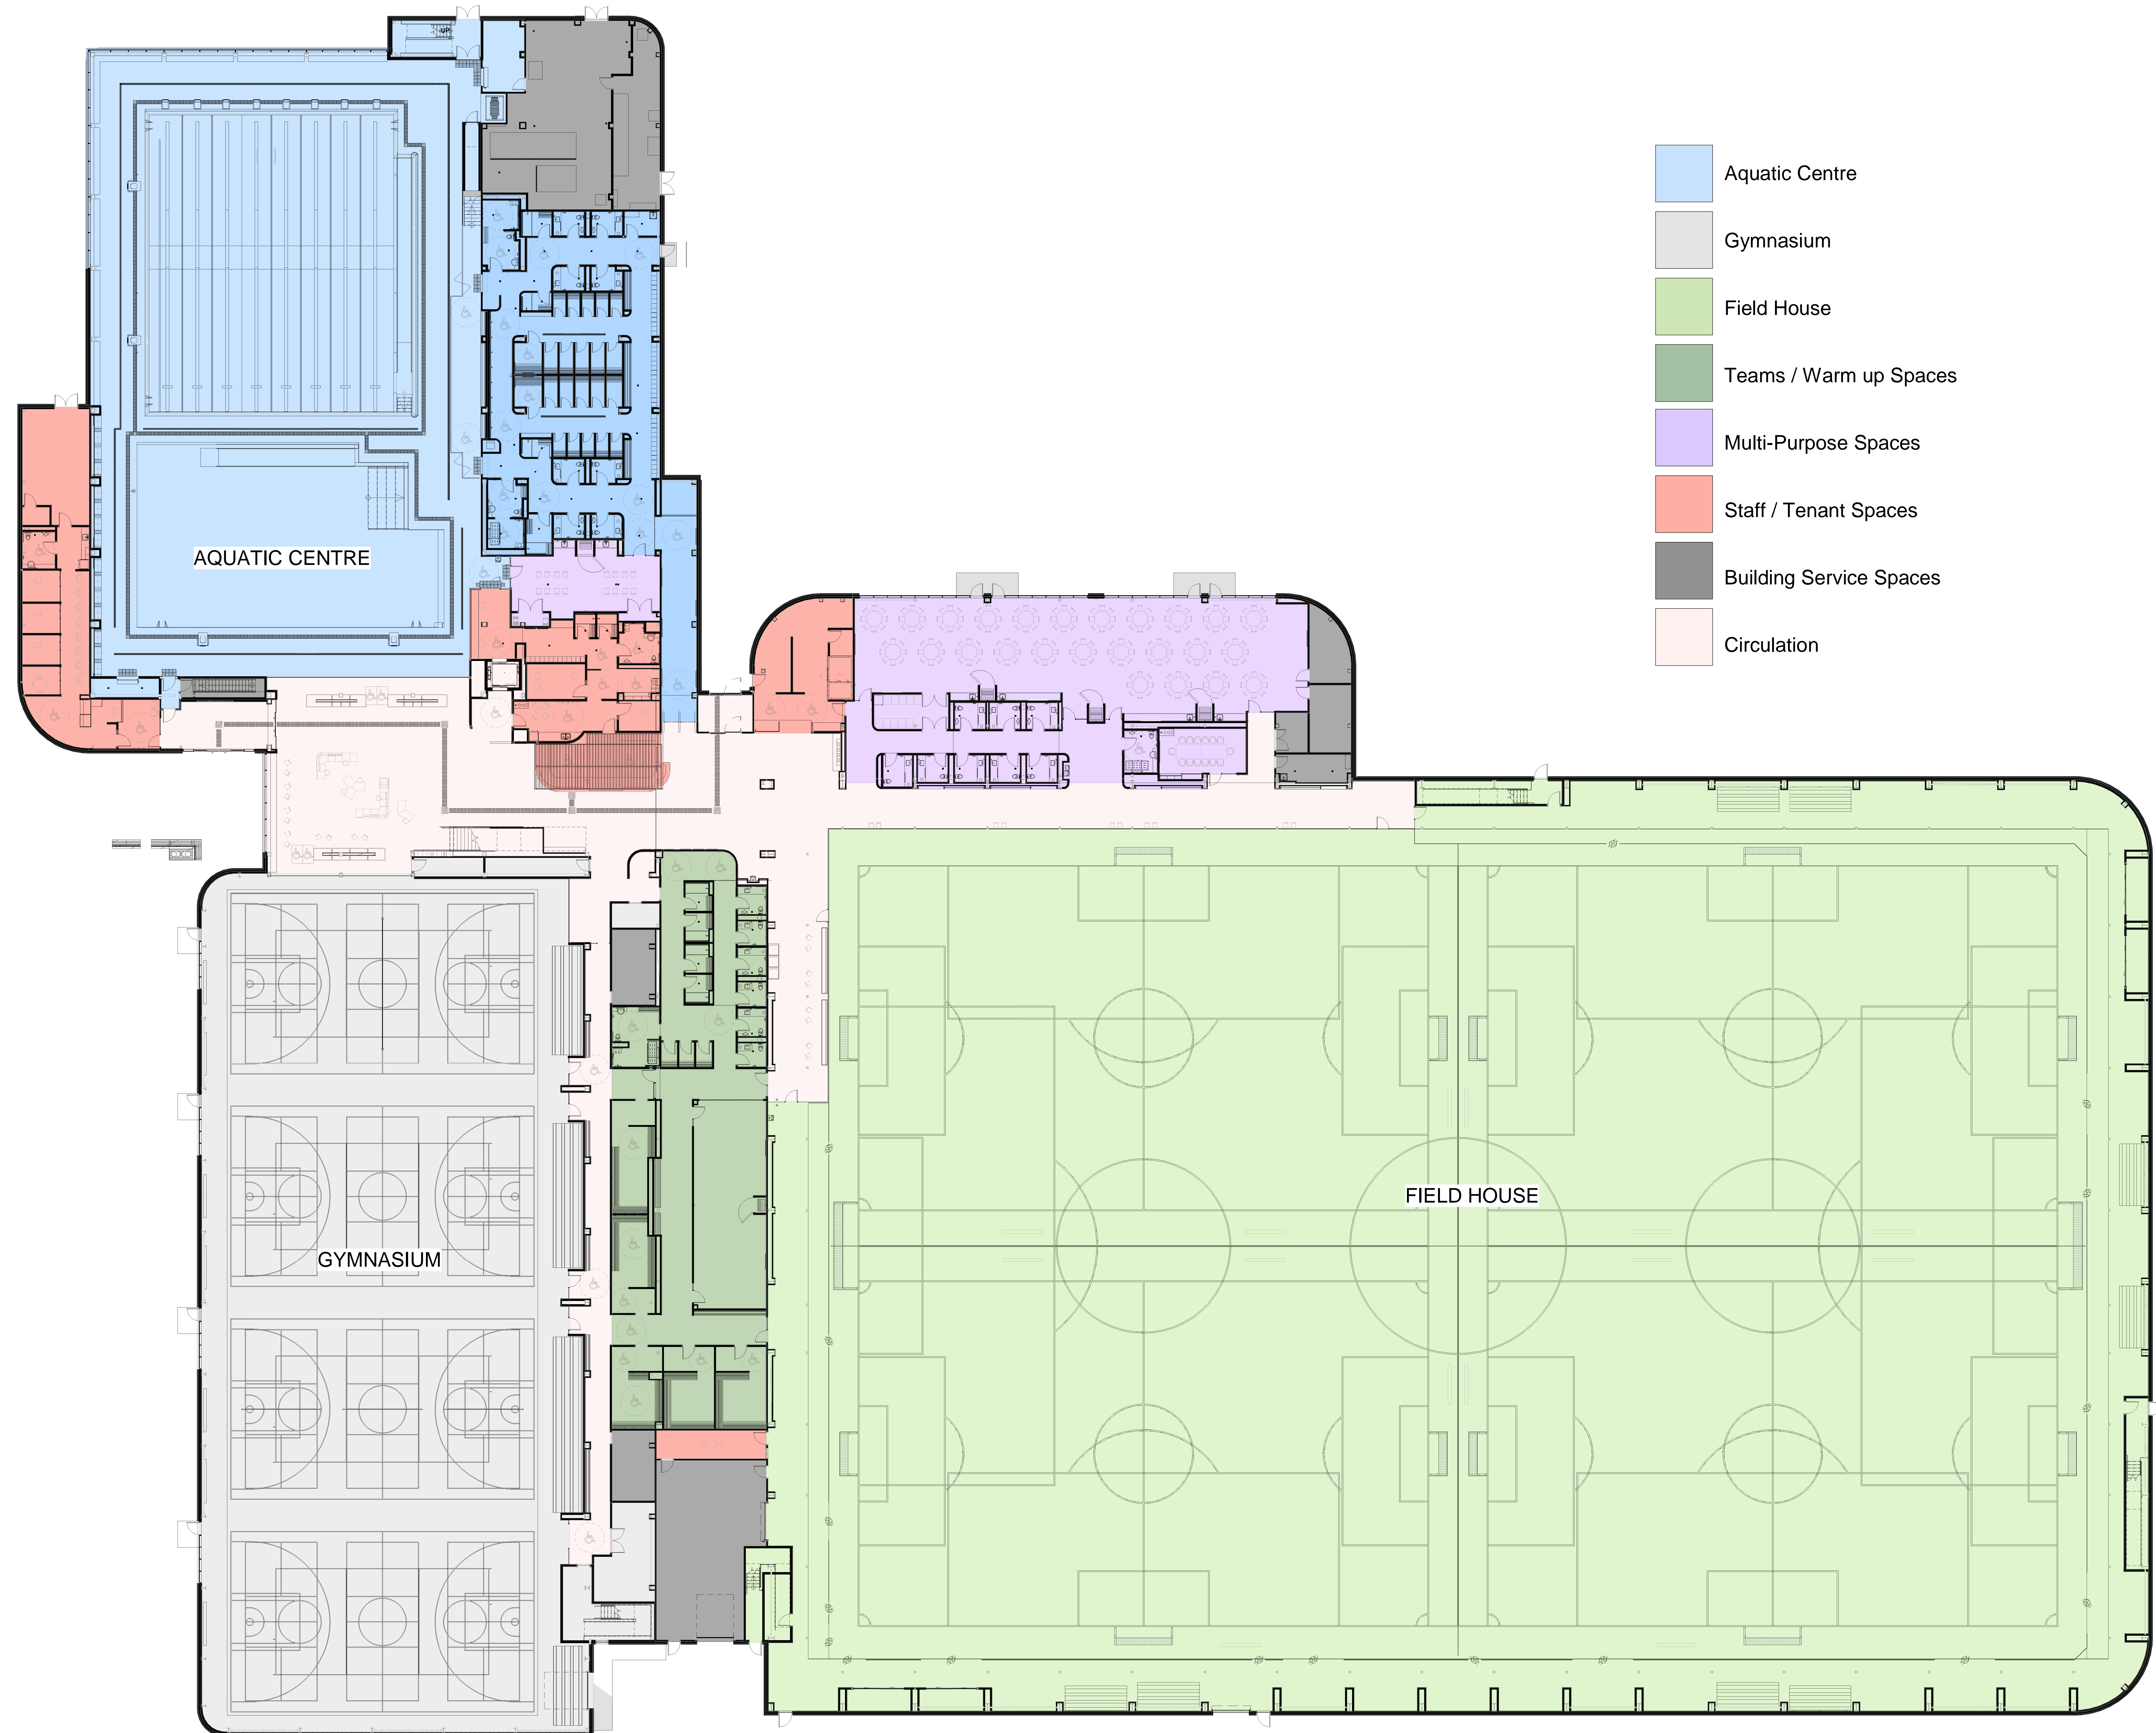 UP
Aquatic Centre
Gymnasium
Field House
Teams / Warm up Spaces
Multi-Purpose Spaces
Staff / Tenant Spaces
Building Service Spaces
Circulation
AQUATIC CENTRE
FIELD HOUSE
GYMNASIUM